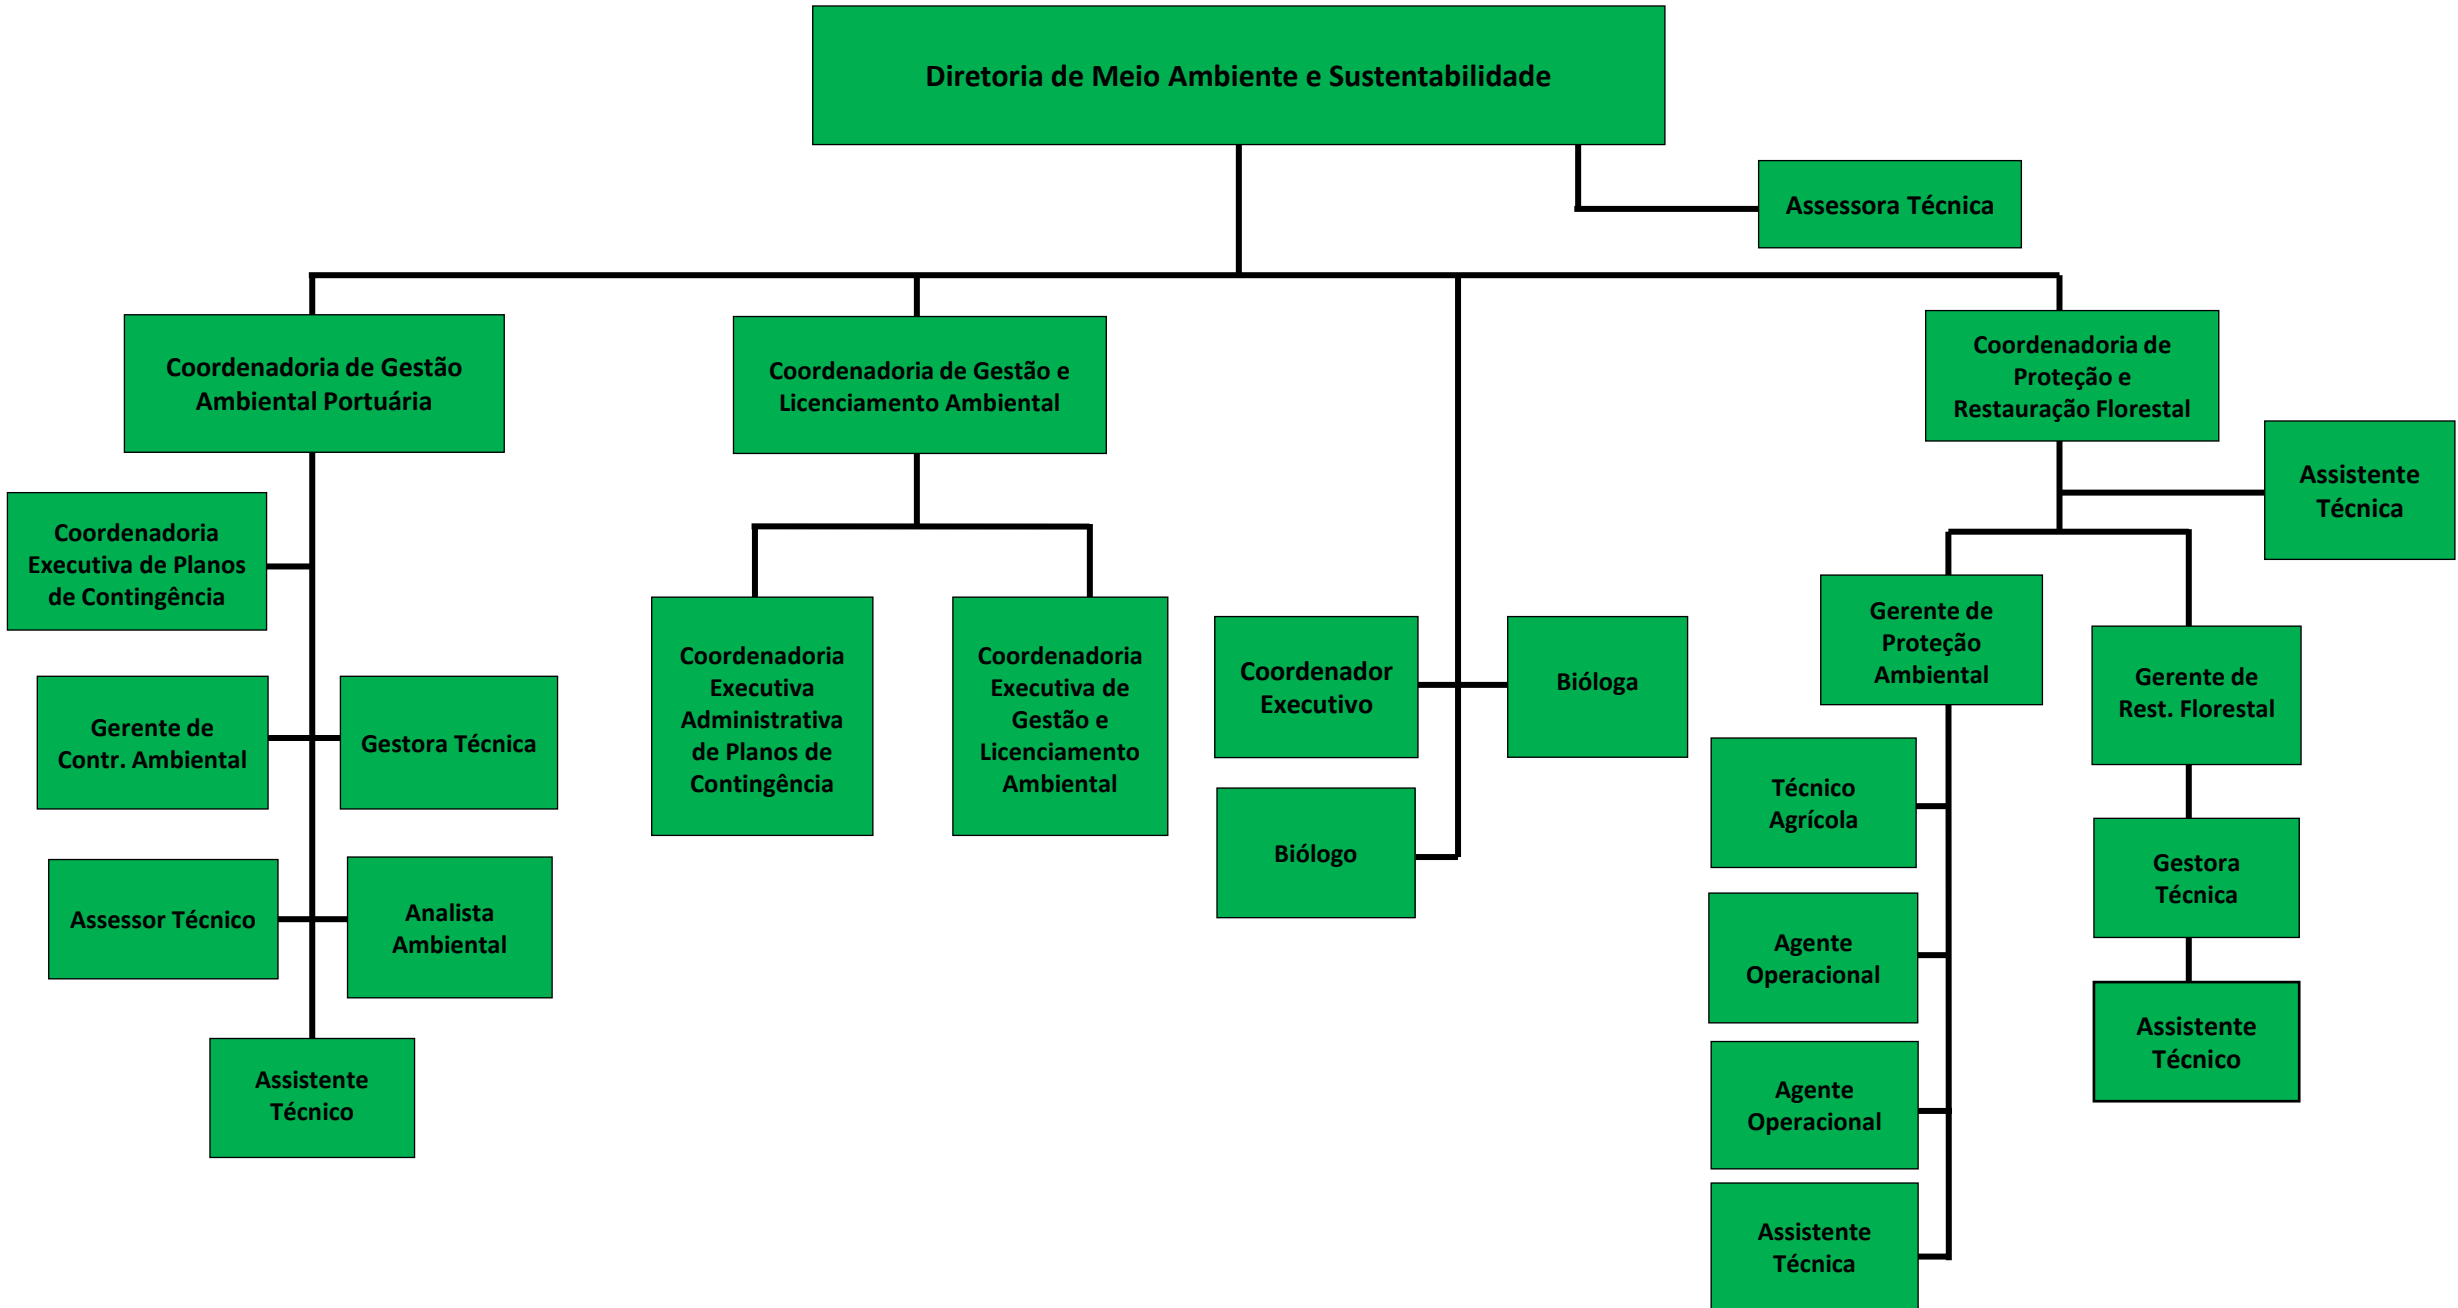 Diretoria de Meio Ambiente e Sustentabilidade
Assessora Técnica
Coordenadoria de Gestão
Ambiental Portuária
Coordenadoria de Gestão e
Licenciamento Ambiental
Coordenadoria de
Proteção e
Restauração Florestal
Assistente
Técnica
Coordenadoria
Executiva de Planos
de Contingência
Gerente de
Contr. Ambiental
Gestora Técnica
Assessor Técnico
Analista
Ambiental
Assistente
Técnico
Coordenadoria
Executiva
Administrativa
de Planos de
Contingência
Coordenadoria
Executiva de
Gestão e
Licenciamento
Ambiental
Coordenador
Executivo
Bióloga
Biólogo
Gerente de
Proteção
Ambiental
Técnico
Agrícola
Agente
Operacional
Agente
Operacional
Assistente
Técnica
Gerente de
Rest. Florestal
Gestora
Técnica
Assistente
Técnico